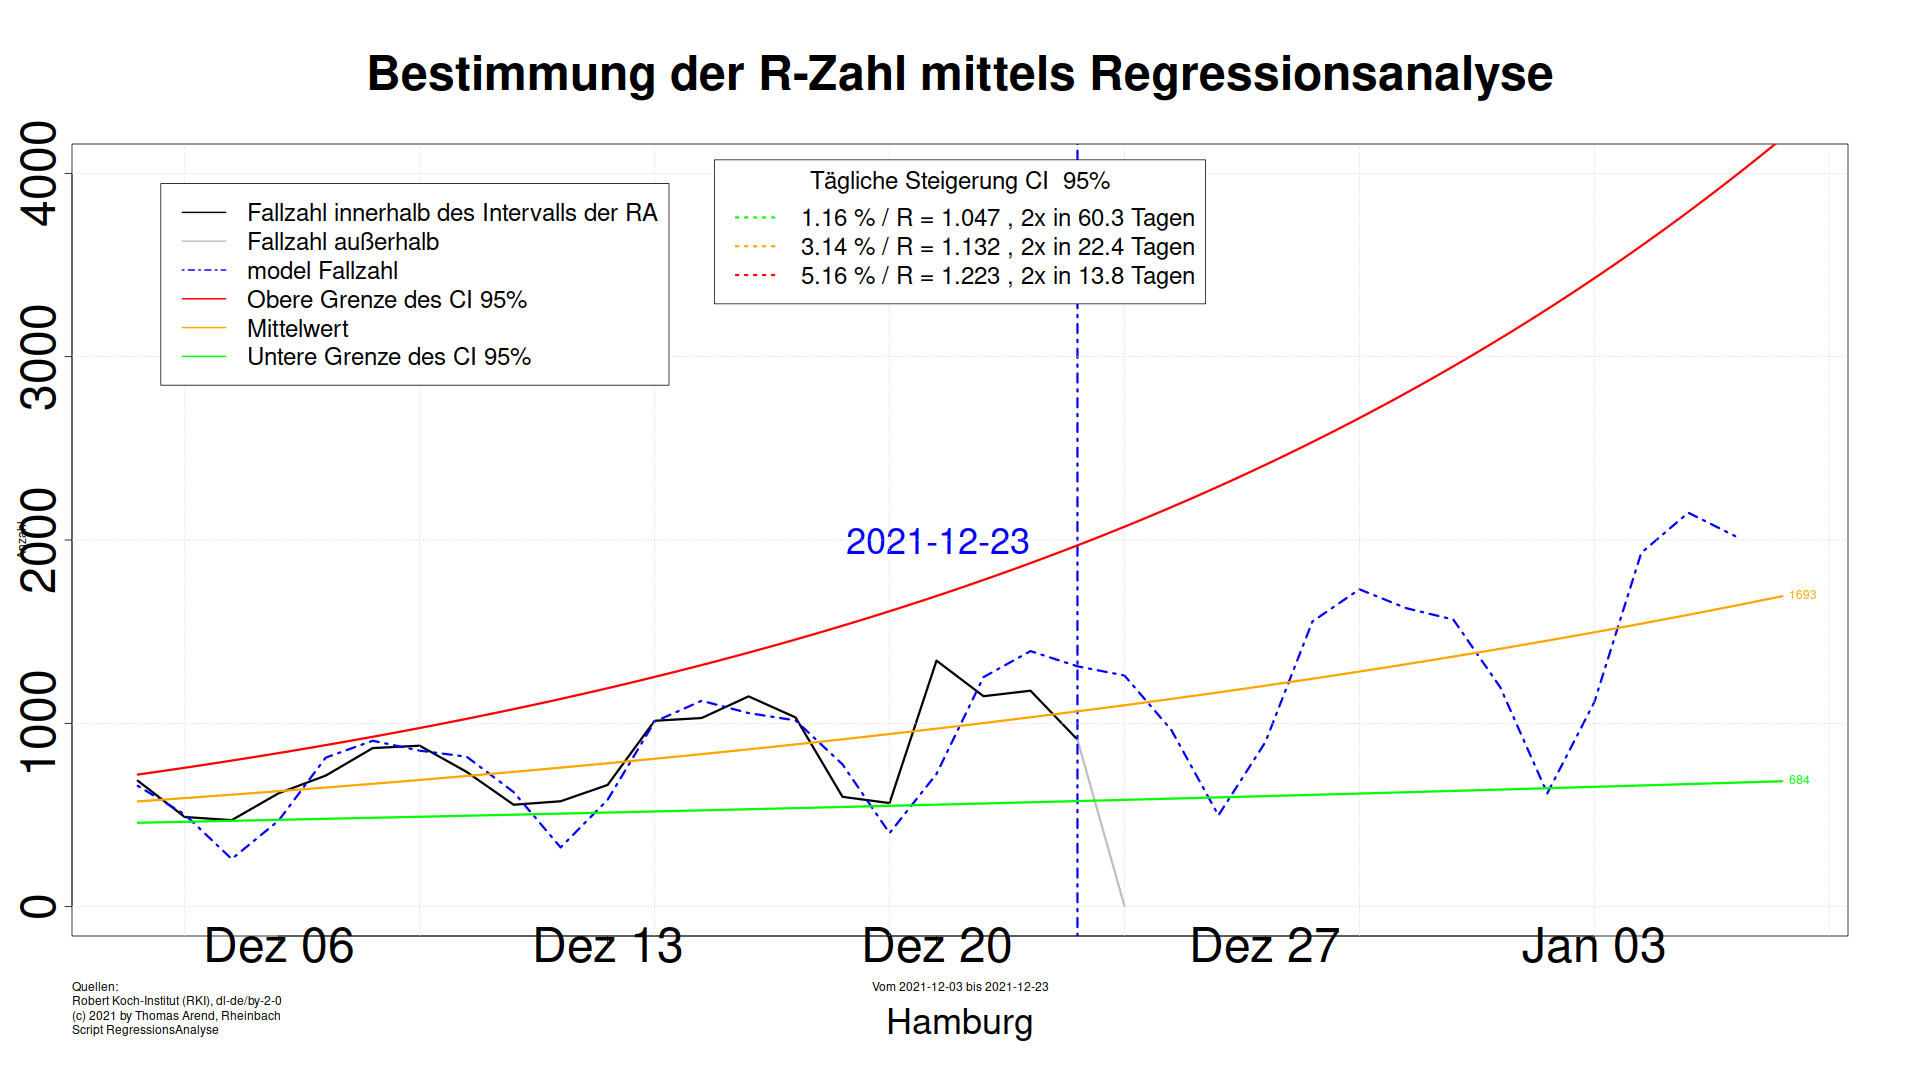 Bestimmung der R-Zahl mittels Regressionsanalyse
4000
3000
2000
1000
0
Anzahl
Fallzahl innerhalb des Intervalls der RA
Fallzahl außerhalb
model Fallzahl
Obere Grenze des CI 95%
Mittelwert
Untere Grenze des CI 95%
Tägliche Steigerung CI  95%
1.16 % / R = 1.047 , 2x in 60.3 Tagen
3.14 % / R = 1.132 , 2x in 22.4 Tagen
5.16 % / R = 1.223 , 2x in 13.8 Tagen
2021-12-23
1693
684
Dez 06
Dez 13
Dez 20
Dez 27
Jan 03
Quellen:
Robert Koch-Institut (RKI), dl-de/by-2-0
(c) 2021 by Thomas Arend, Rheinbach
Script RegressionsAnalyse
Vom 2021-12-03 bis 2021-12-23
Hamburg